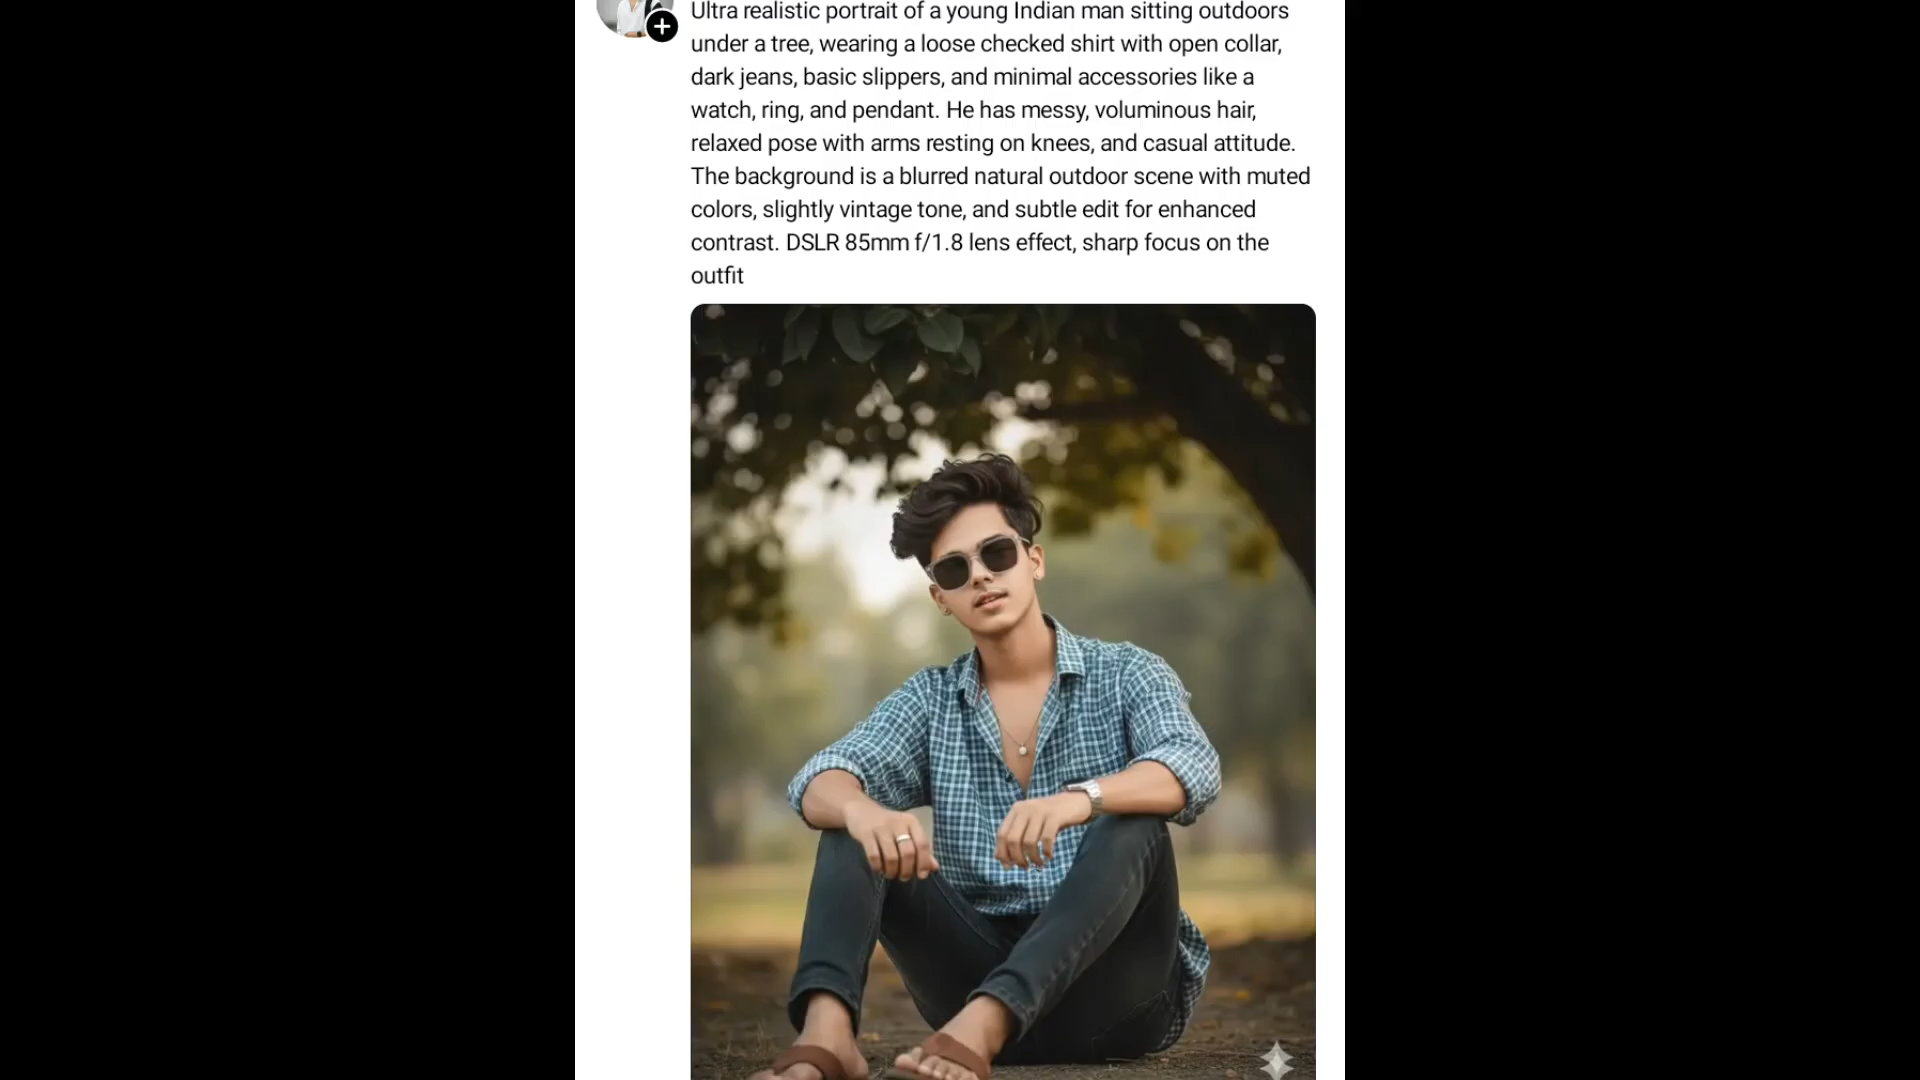 Ultra realistic portrait of a young Indian man sitting outdoors
under a tree, wearing a loose checked shirt with open collar,
dark jeans, basic slippers, and minimal accessories like a
watch, ring, and pendant. He has messy, voluminous hair,
relaxed pose with arms resting on knees, and casual attitude.
The background is a blurred natural outdoor scene with muted
colors, slightly vintage tone, and subtle edit for enhanced
contrast. DSLR 85mm f/1.8 lens effect, sharp focus on the
outfit